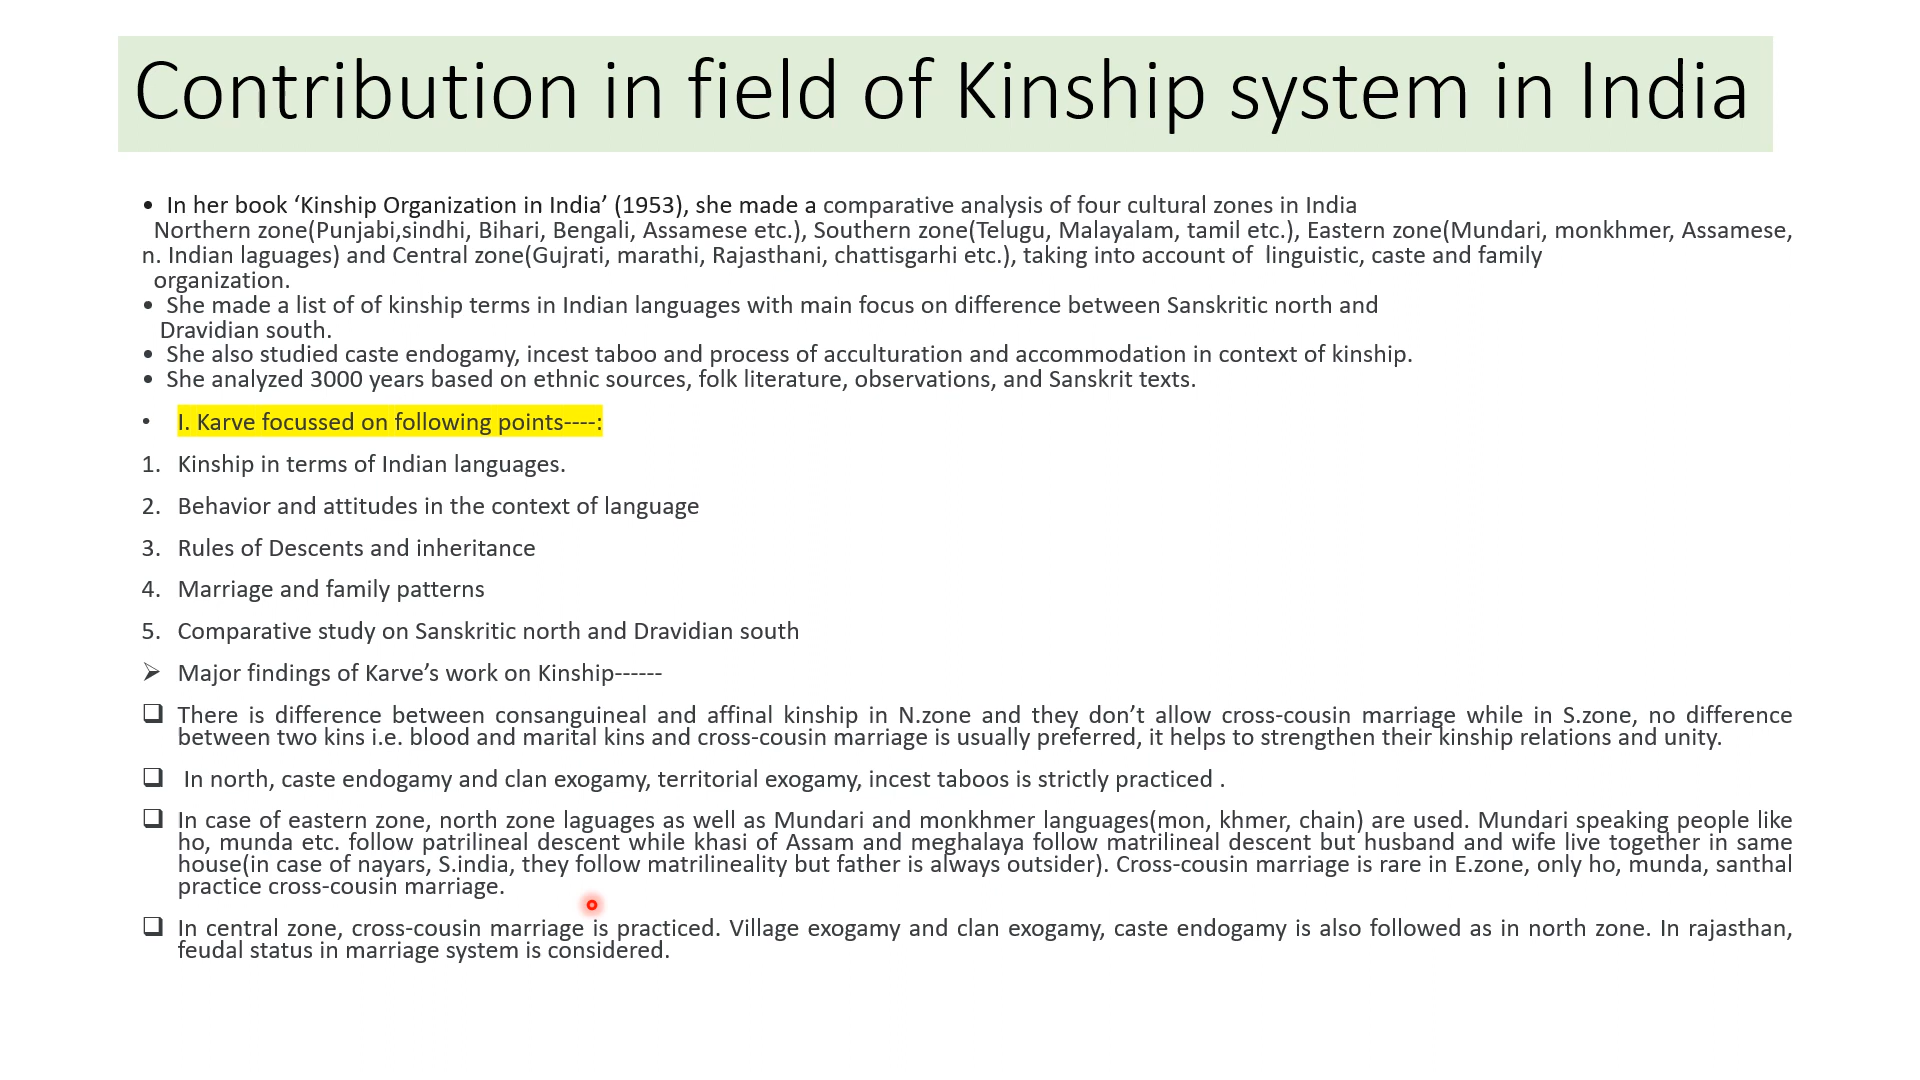 Contribution in field of Kinship system in India
• In her book ‘Kinship Organization in India’ (1953), she made a comparative analysis of four cultural zones in India
Northern zone(Punjabi,sindhi, Bihari, Bengali, Assamese etc.), Southern zone(Telugu, Malayalam, tamil etc.), Eastern zone(Mundari, monkhmer, Assamese,
n. Indian laguages) and Central zone(Gujrati, marathi, Rajasthani, chattisgarhi etc.), taking into account of linguistic, caste and family
organization.
• She made a list of of kinship terms in Indian languages with main focus on difference between Sanskritic north and
Dravidian south.
• She also studied caste endogamy, incest taboo and process of acculturation and accommodation in context of kinship.
• She analyzed 3000 years based on ethnic sources, folk literature, observations, and Sanskrit texts.
• I. Karve focussed on following points----:
1. Kinship in terms of Indian languages.
2. Behavior and attitudes in the context of language
3. Rules of Descents and inheritance
4. Marriage and family patterns
5. Comparative study on Sanskritic north and Dravidian south
➢ Major findings of Karve’s work on Kinship------
❑ There is difference between consanguineal and affinal kinship in N.zone and they don’t allow cross-cousin marriage while in S.zone, no difference
between two kins i.e. blood and marital kins and cross-cousin marriage is usually preferred, it helps to strengthen their kinship relations and unity.
❑ In north, caste endogamy and clan exogamy, territorial exogamy, incest taboos is strictly practiced .
❑ In case of eastern zone, north zone laguages as well as Mundari and monkhmer languages(mon, khmer, chain) are used. Mundari speaking people like
ho, munda etc. follow patrilineal descent while khasi of Assam and meghalaya follow matrilineal descent but husband and wife live together in same
house(in case of nayars, S.india, they follow matrilineality but father is always outsider). Cross-cousin marriage is rare in E.zone, only ho, munda, santhal
practice cross-cousin marriage.
❑ In central zone, cross-cousin marriage is practiced. Village exogamy and clan exogamy, caste endogamy is also followed as in north zone. In rajasthan,
feudal status in marriage system is considered.